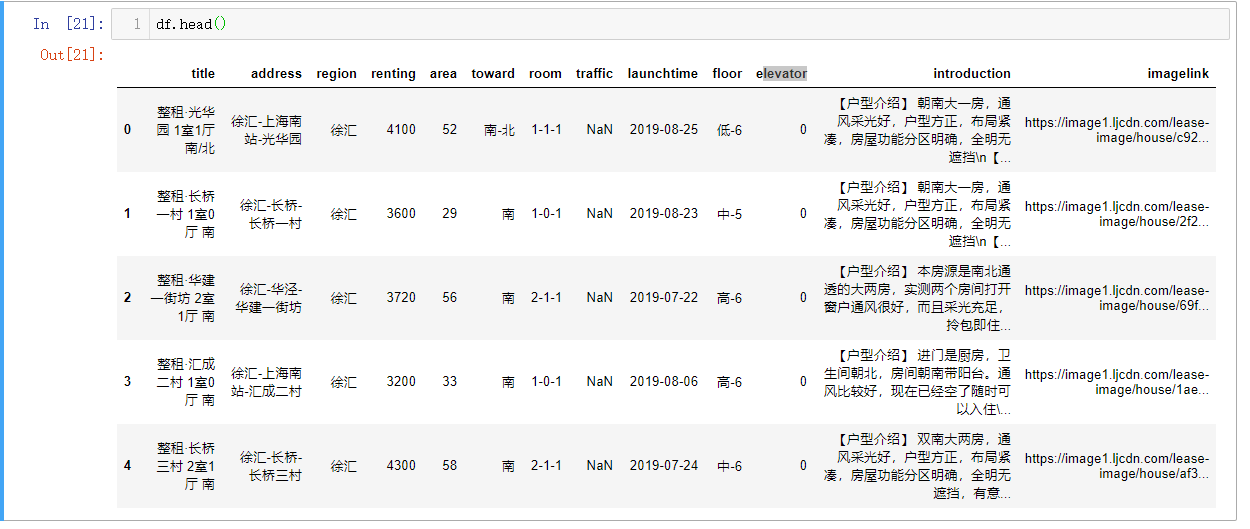 In [21]:
1 df.head()
Out[21]:
title address region renting area toward room traffic launchtime floor elevator introduction imagelink
0
整租·光华
园 1室1厅
南/北
徐汇-上海南
站-光华园
徐汇 4100 52 南-北 1-1-1 NaN 2019-08-25 低-6 0
【户型介绍】 朝南大一房，通
风采光好，户型方正，布局紧
凑，房屋功能分区明确，全明无
遮挡\n【...
https://image1.ljcdn.com/lease-
image/house/c92...
1
整租·长桥
一村 1室0
厅 南
徐汇-长桥-
长桥一村
徐汇 3600 29 南 1-0-1 NaN 2019-08-23 中-5 0
【户型介绍】 朝南大一房，通
风采光好，户型方正，布局紧
凑，房屋功能分区明确，全明无
遮挡\n【...
https://image1.ljcdn.com/lease-
image/house/2f2...
2
整租·华建
一街坊 2室
1厅 南
徐汇-华泾-
华建一街坊
徐汇 3720 56 南 2-1-1 NaN 2019-07-22 高-6 0
【户型介绍】 本房源是南北通
透的大两房，实测两个房间打开
窗户通风很好，而且采光充足，
拎包即住...
https://image1.ljcdn.com/lease-
image/house/69f...
3
整租·汇成
二村 1室0
厅 南
徐汇-上海南
站-汇成二村
徐汇 3200 33 南 1-0-1 NaN 2019-08-06 高-6 0
【户型介绍】 进门是厨房，卫
生间朝北，房间朝南带阳台。通
风比较好，现在已经空了随时可
以入住\...
https://image1.ljcdn.com/lease-
image/house/1ae...
4
整租·长桥
三村 2室1
厅 南
徐汇-长桥-
长桥三村
徐汇 4300 58 南 2-1-1 NaN 2019-07-24 中-6 0
【户型介绍】 双南大两房，通
风采光好，户型方正，布局紧
凑，房屋功能分区明确，全明无
遮挡，有意...
https://image1.ljcdn.com/lease-
image/house/af3...